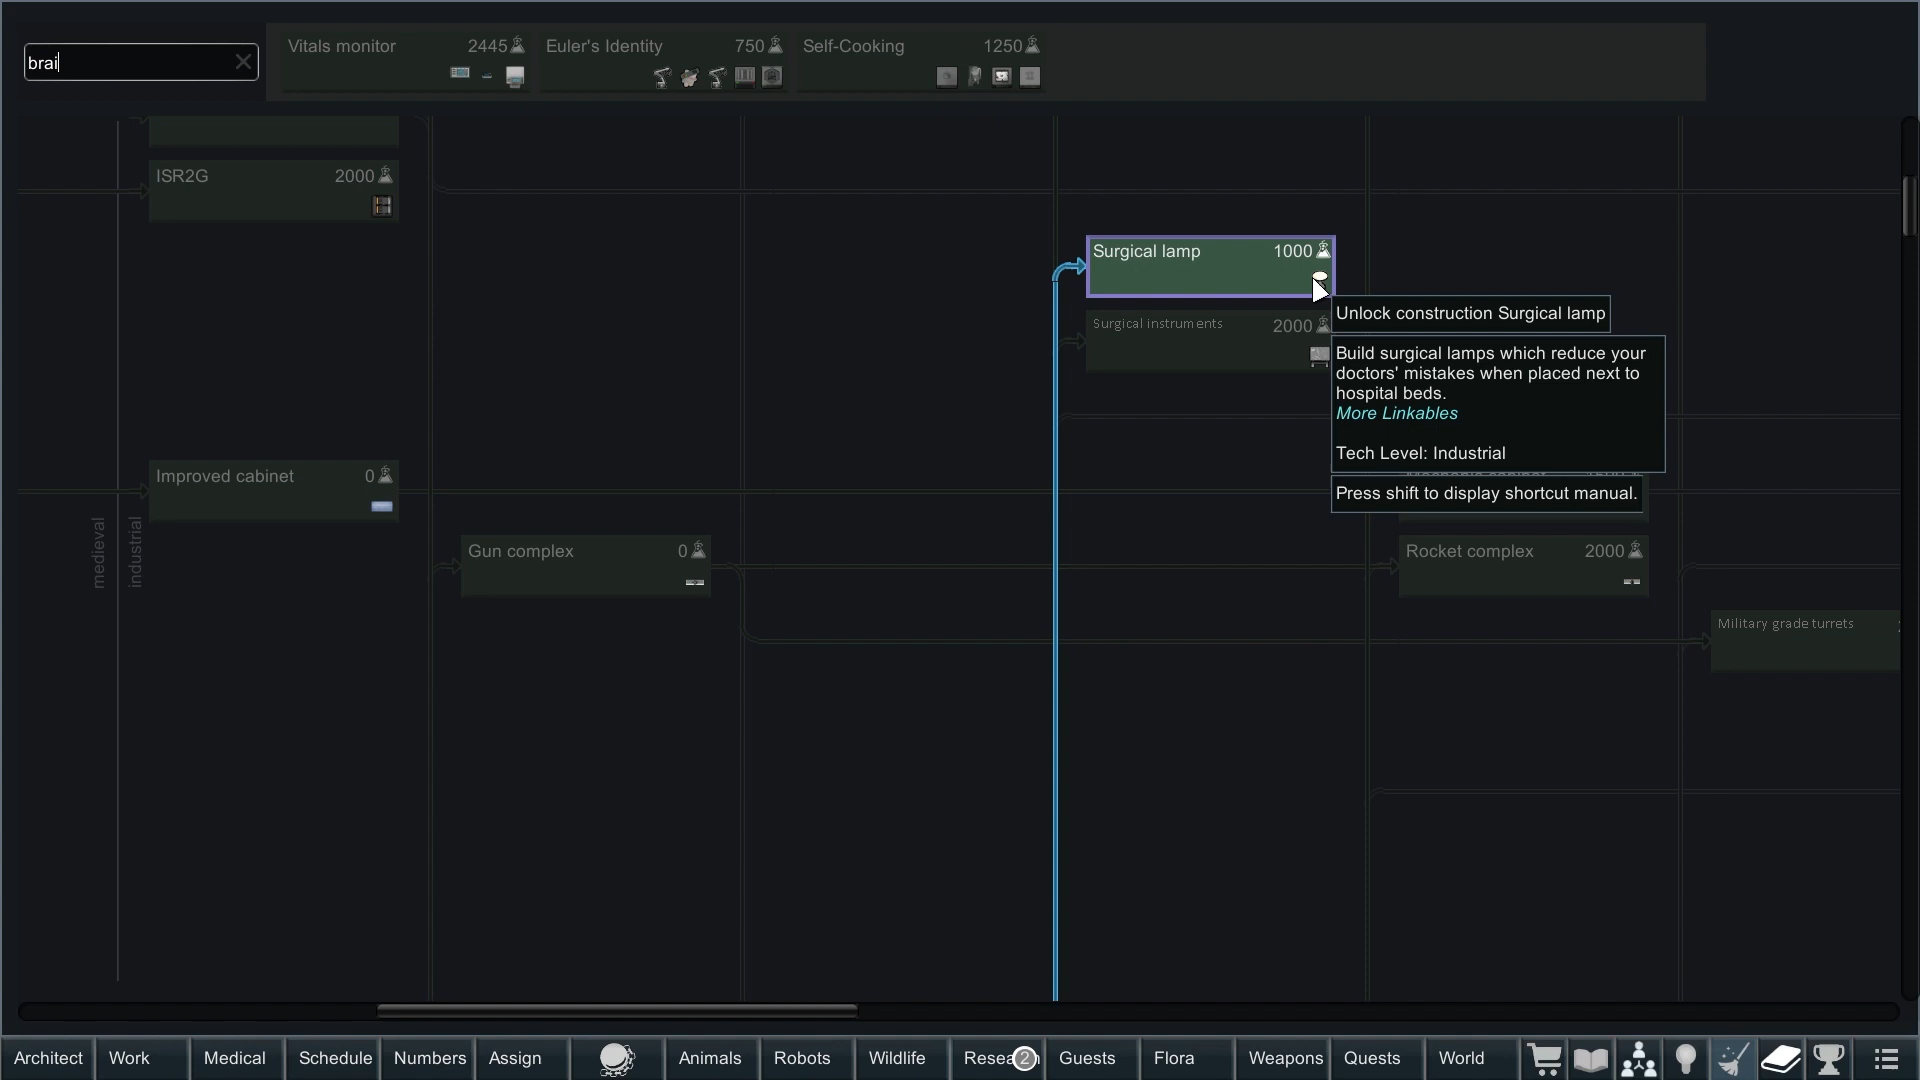 brai
Vitals monitor 2445
Euler's Identity 750
Self-Cooking 1250
ISR2G 2000
Surgical lamp 1000
Unlock construction Surgical lamp
Surgical instruments 2000
Build surgical lamps which reduce your
doctors' mistakes when placed next to
hospital beds.
More Linkables
Tech Level: Industrial
Press shift to display shortcut manual.
Improved cabinet 0
medieval
industrial
Gun complex 0
Rocket complex 2000
Military grade turrets
Architect Work Medical Schedule Numbers Assign Animals Robots Wildlife 2 Guests Flora Weapons Quests World